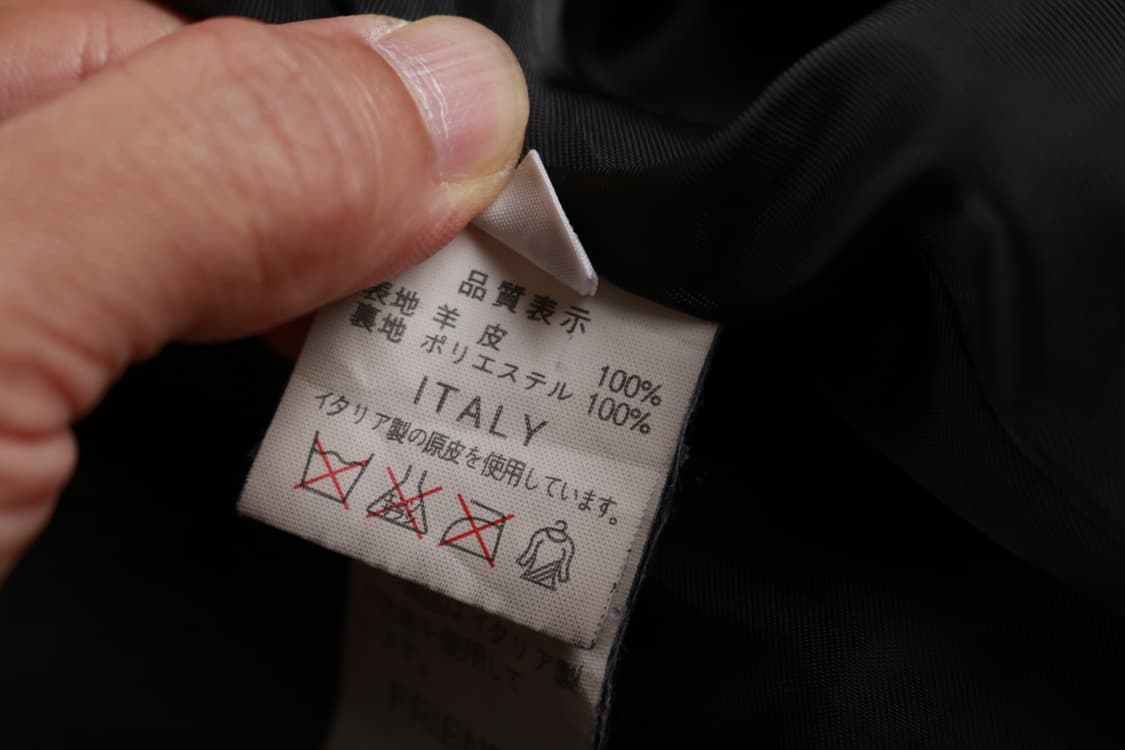 品質表示
表地 羊皮 100%
裏地 ポリエステル 100%
ITALY
イタリア製の原皮を使用しています。